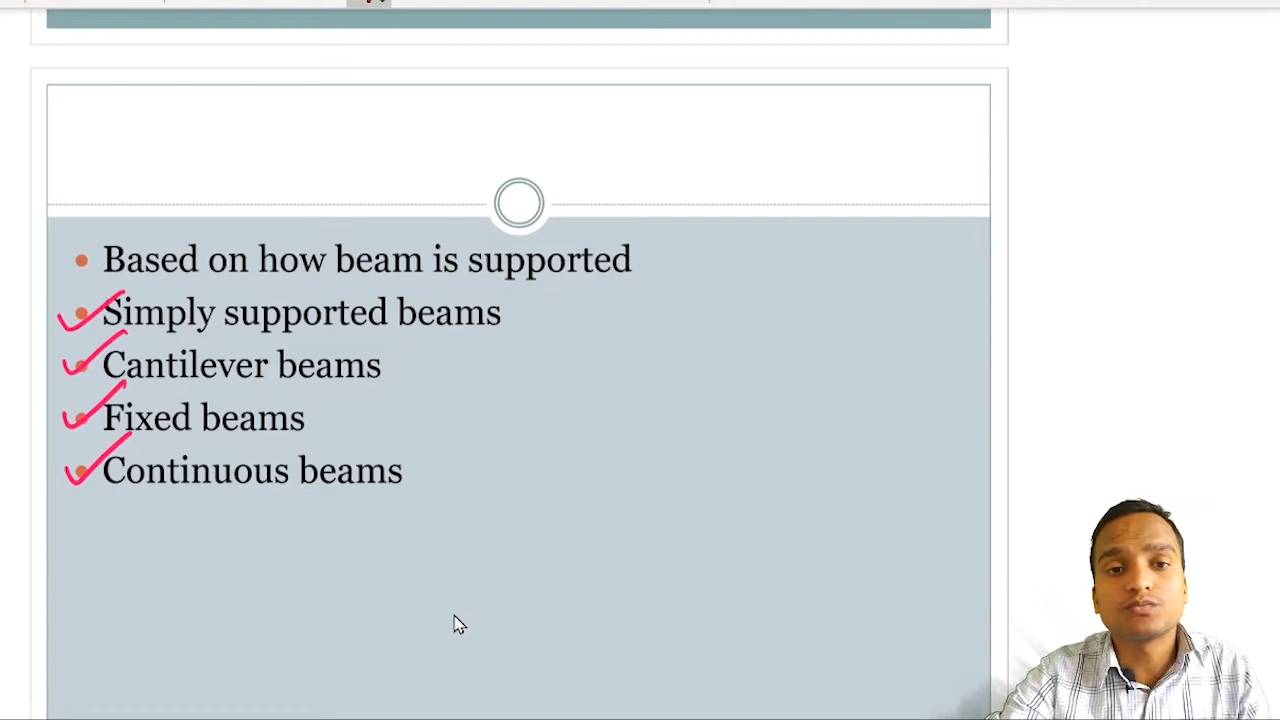 Based on how beam is supported
Simply supported beams
Cantilever beams
Fixed beams
Continuous beams